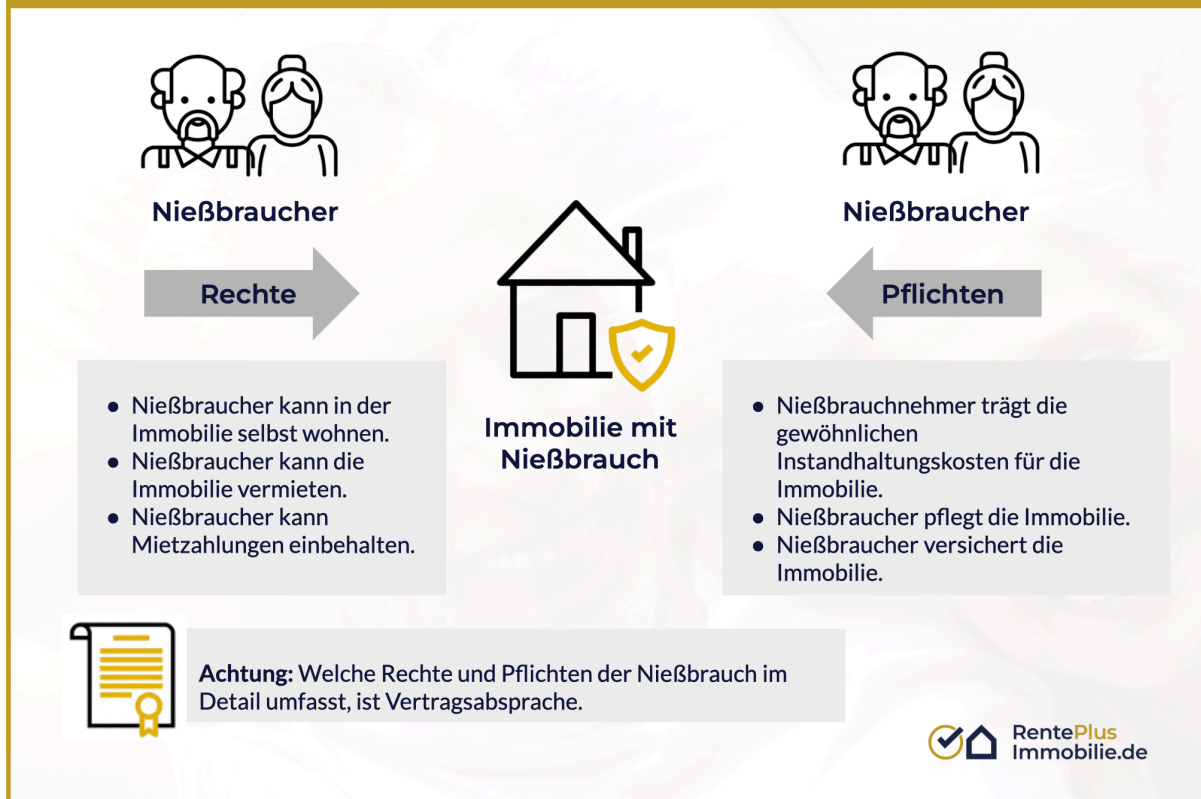 Nießbraucher
Rechte
● Nießbraucher kann in der
Immobilie selbst wohnen.
● Nießbraucher kann die
Immobilie vermieten.
● Nießbraucher kann
Mietzahlungen einbehalten.
Immobilie mit
Nießbrauch
Nießbraucher
Pflichten
● Nießbrauchnehmer trägt die
gewöhnlichen
Instandhaltungskosten für die
Immobilie.
● Nießbraucher pflegt die Immobilie.
● Nießbraucher versichert die
Immobilie.
Achtung: Welche Rechte und Pflichten der Nießbrauch im
Detail umfasst, ist Vertragsabsprache.
RentePlus
Immobilie.de